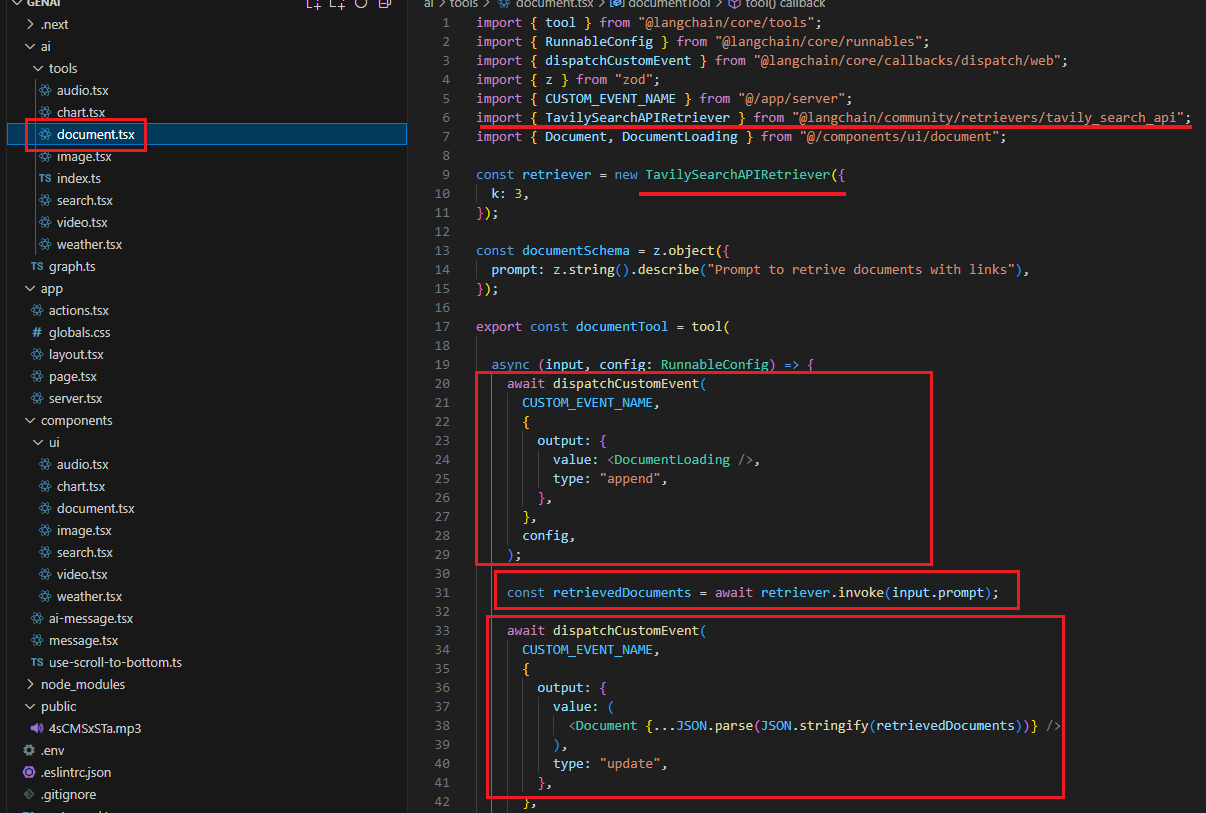 GENAI
.next
ai
tools
audio.tsx
chart.tsx
document.tsx
image.tsx
TS index.ts
search.tsx
video.tsx
weather.tsx
TS graph.ts
app
actions.tsx
# globals.css
layout.tsx
page.tsx
server.tsx
components
ui
audio.tsx
chart.tsx
document.tsx
image.tsx
search.tsx
video.tsx
weather.tsx
ai-message.tsx
message.tsx
TS use-scroll-to-bottom.ts
node_modules
public
4sCMSxSTa.mp3
.env
.eslintrc.json
.gitignore
ai > tools > document.tsx > documentTool > tool() callback
1 import { tool } from "@langchain/core/tools";
2 import { RunnableConfig } from "@langchain/core/runnables";
3 import { dispatchCustomEvent } from "@langchain/core/callbacks/dispatch/web";
4 import { z } from "zod";
5 import { CUSTOM_EVENT_NAME } from "@/app/server";
6 import { TavilySearchAPIRetriever } from "@langchain/community/retrievers/tavily_search_api";
7 import { Document, DocumentLoading } from "@/components/ui/document";
8
9 const retriever = new TavilySearchAPIRetriever({
10 k: 3,
11 });
12
13 const documentSchema = z.object({
14 prompt: z.string().describe("Prompt to retrive documents with links"),
15 });
16
17 export const documentTool = tool(
18
19 async (input, config: RunnableConfig) => {
20 await dispatchCustomEvent(
21 CUSTOM_EVENT_NAME,
22 {
23 output: {
24 value: <DocumentLoading />,
25 type: "append",
26 },
27 },
28 config,
29 );
30
31 const retrievedDocuments = await retriever.invoke(input.prompt);
32
33 await dispatchCustomEvent(
34 CUSTOM_EVENT_NAME,
35 {
36 output: {
37 value: (
38 <Document {...JSON.parse(JSON.stringify(retrievedDocuments))} />
39 ),
40 type: "update",
41 },
42 },